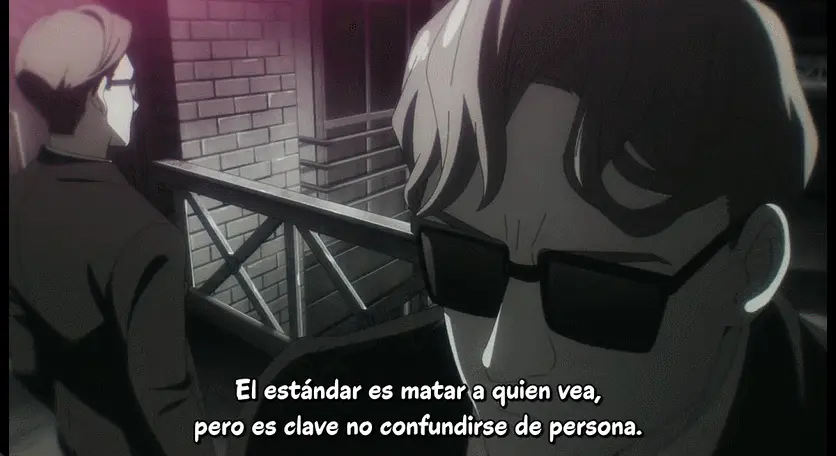 El estándar es matar a quien vea,
pero es clave no confundirse de persona.